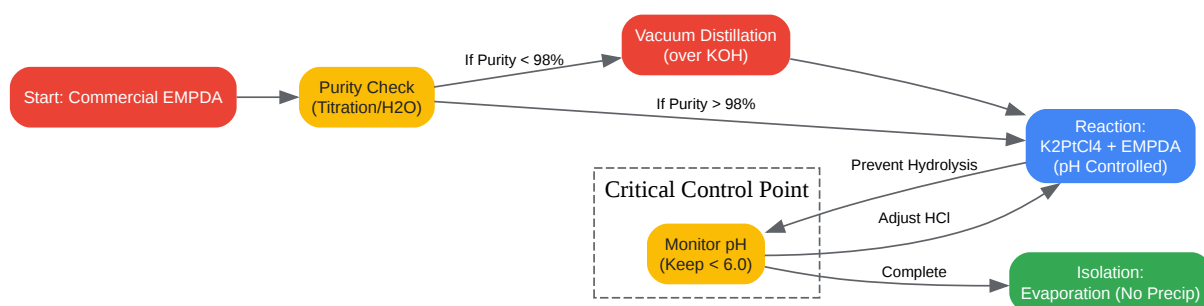 Start: Commercial EMPDA
Purity Check
(Titration/H2O)
If Purity < 98%
Vacuum Distillation
(over KOH)
If Purity > 98%
Reaction:
K2PtCl4 + EMPDA
(pH Controlled)
Prevent Hydrolysis
Critical Control Point
Monitor pH
(Keep < 6.0)
Adjust HCl
Complete
Isolation:
Evaporation (No Precip)